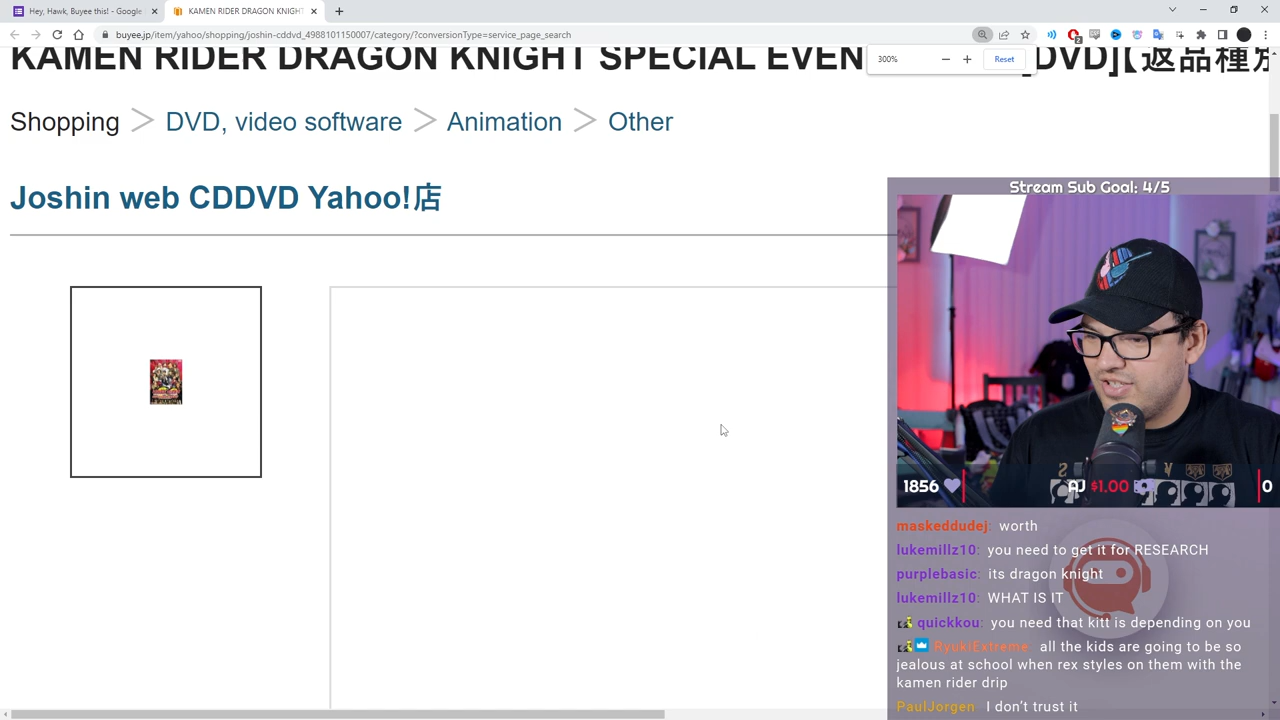 Hey, Hawk, Buyee this! - Google
KAMEN RIDER DRAGON KNIGHT
buyee.jp/item/yahoo/shopping/joshin-cddvd_4988101150007/category/?conversionType=service_page_search
300%
Reset
KAMEN RIDER DRAGON KNIGHT SPECIAL EVEN
[DVD]【返品種別
Shopping > DVD, video software > Animation > Other
Joshin web CDDVD Yahoo!店
Stream Sub Goal: 4/5
1856
AJ $1.00
0
maskeddudej: worth
lukemillz10: you need to get it for RESEARCH
purplebasic: its dragon knight
lukemillz10: WHAT IS IT
quickkou: you need that kitt is depending on you
RyukiExtreme all the kids are going to be so
jealous at school when rex styles on them with the
kamen rider drip
PaulJorgen I don't trust it